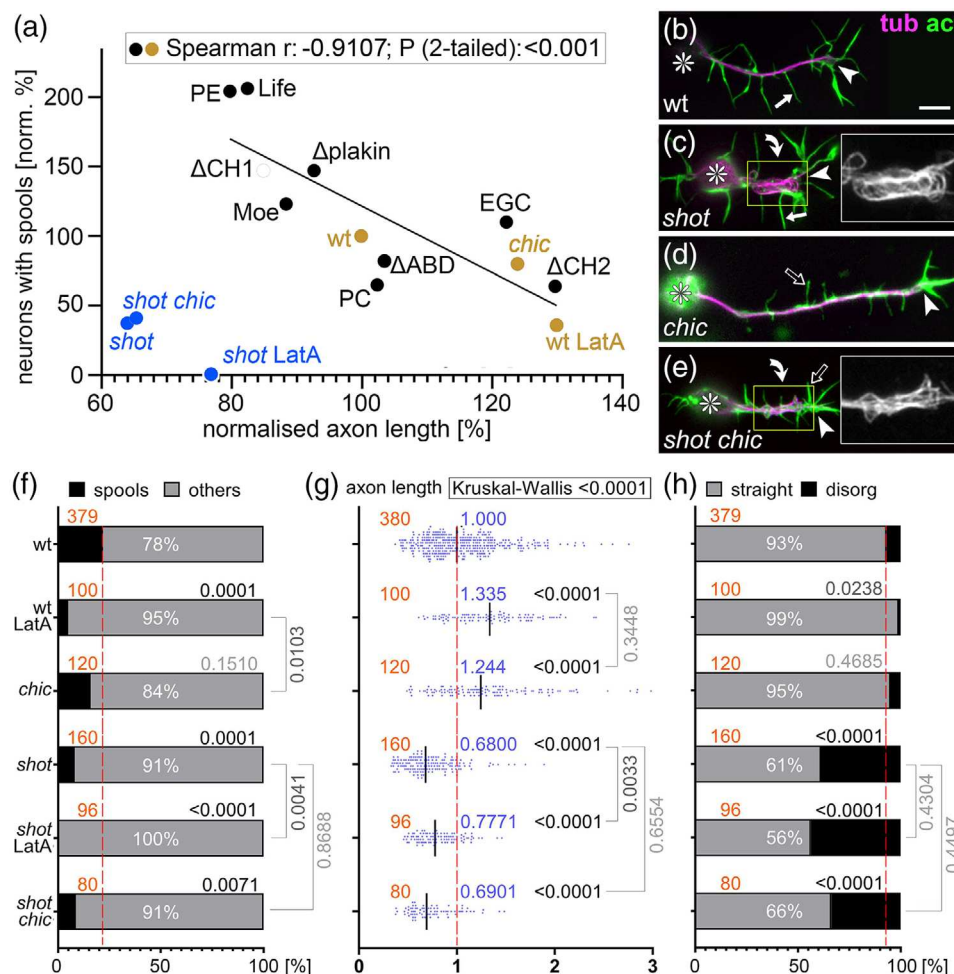 (a)
Spearman r: -0.9107; P (2-tailed): <0.001
neurons with spools [norm. %]
200
150
100
50
0
PE
Life
ΔCH1
Δplakin
Moe
EGC
wt
chic
ΔABD
PC
ΔCH2
shot chic
shot
wt LatA
shot LatA
60
80
100
120
140
normalised axon length [%]
tub ac
(b)
wt
(c)
shot
(d)
chic
(e)
shot chic
(f)
spools others
379
wt
78%
100
0.0001
wt
LatA
95%
0.0103
120
0.1510
chic
84%
160
0.0001
shot
91%
0.0041
96
<0.0001
shot
LatA
100%
0.8688
80
0.0071
shot
chic
91%
0
50
100 [%]
(g) axon length Kruskal-Wallis <0.0001
380 1.000
100 1.335 <0.0001
0.3448
120 1.244 <0.0001
160 0.6800 <0.0001
0.0033
96 0.7771 <0.0001
0.6554
80 0.6901 <0.0001
0
1
2
3
(h)
straight disorg
379
93%
100
0.0238
99%
120
0.4685
95%
160
<0.0001
61%
0.4304
96
<0.0001
56%
0.4497
80
<0.0001
66%
0
50
100 [%]